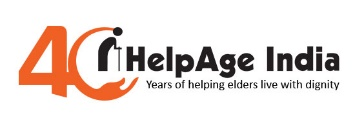 40 HelpAge India
Years of helping elders live with dignity